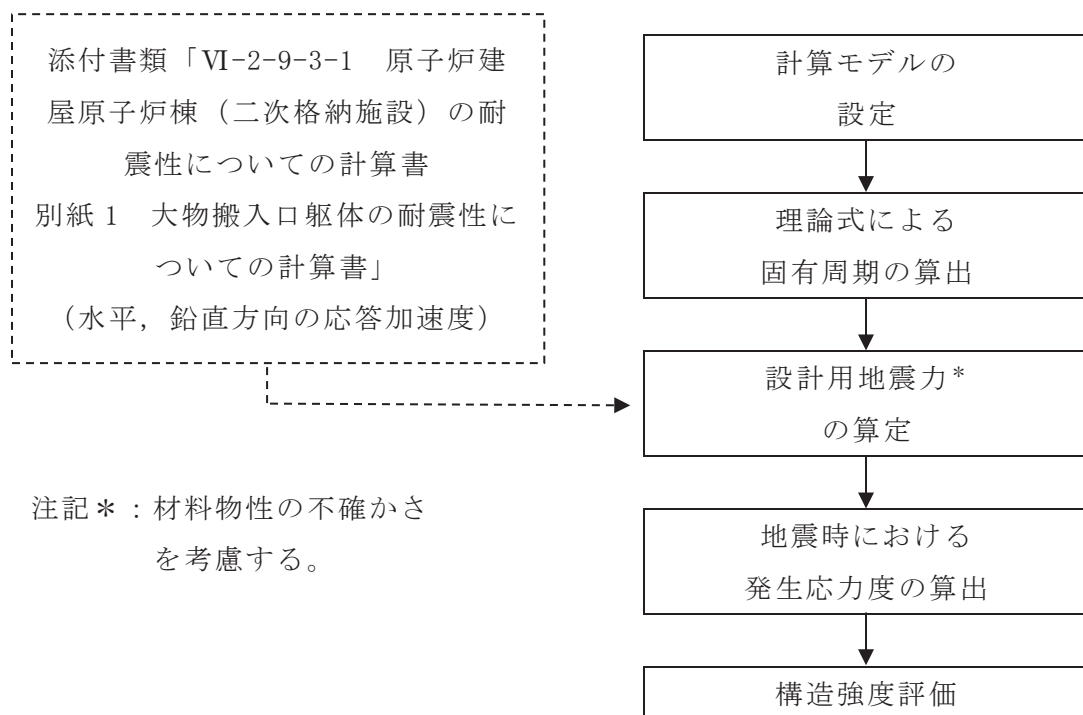 添付書類「Ⅵ-2-9-3-1　原子炉建
屋原子炉棟（二次格納施設）の耐
震性についての計算書
別紙 1　大物搬入口躯体の耐震性に
ついての計算書」
（水平，鉛直方向の応答加速度）
注記＊：材料物性の不確かさ
を考慮する。
計算モデルの
設定
理論式による
固有周期の算出
設計用地震力*
の算定
地震時における
発生応力度の算出
構造強度評価